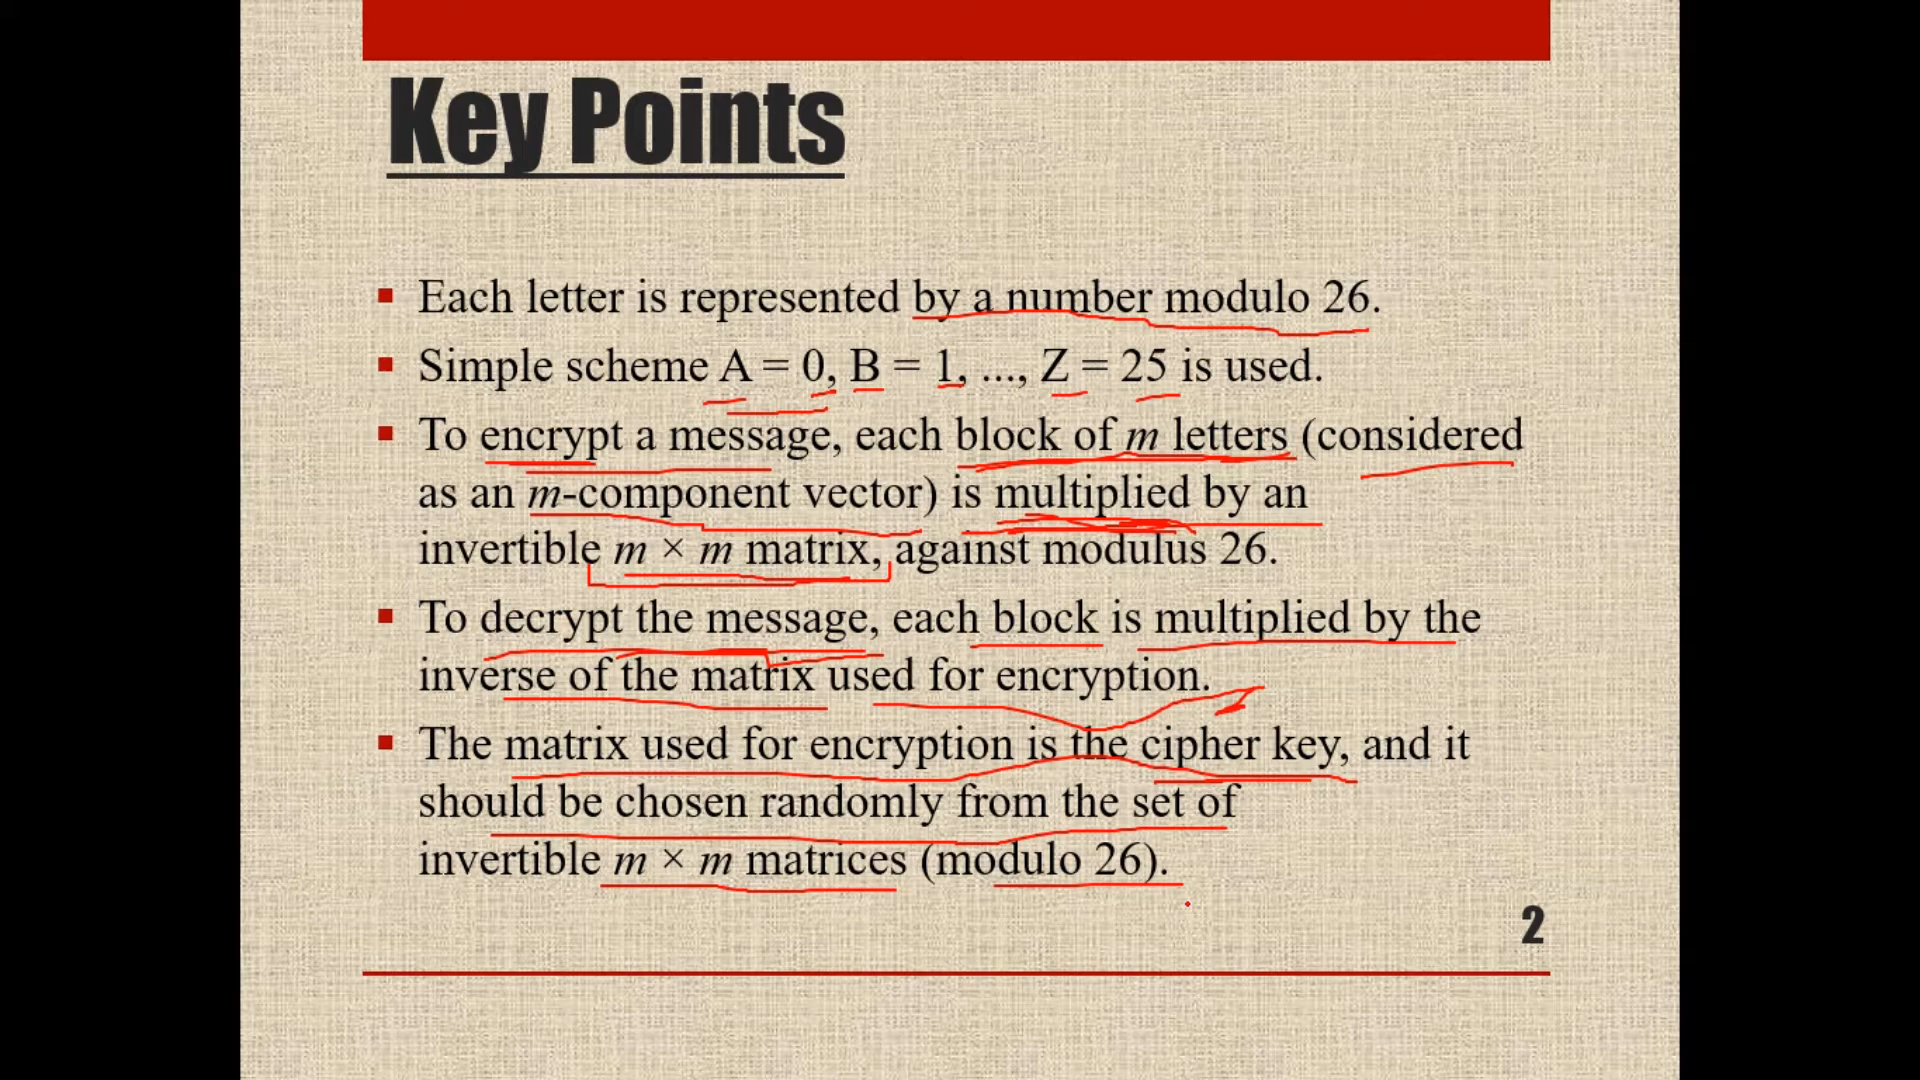 Key Points
Each letter is represented by a number modulo 26.
Simple scheme A = 0, B = 1, ..., Z = 25 is used.
To encrypt a message, each block of m letters (considered
as an m-component vector) is multiplied by an
invertible m × m matrix, against modulus 26.
To decrypt the message, each block is multiplied by the
inverse of the matrix used for encryption.
The matrix used for encryption is the cipher key, and it
should be chosen randomly from the set of
invertible m × m matrices (modulo 26).
2